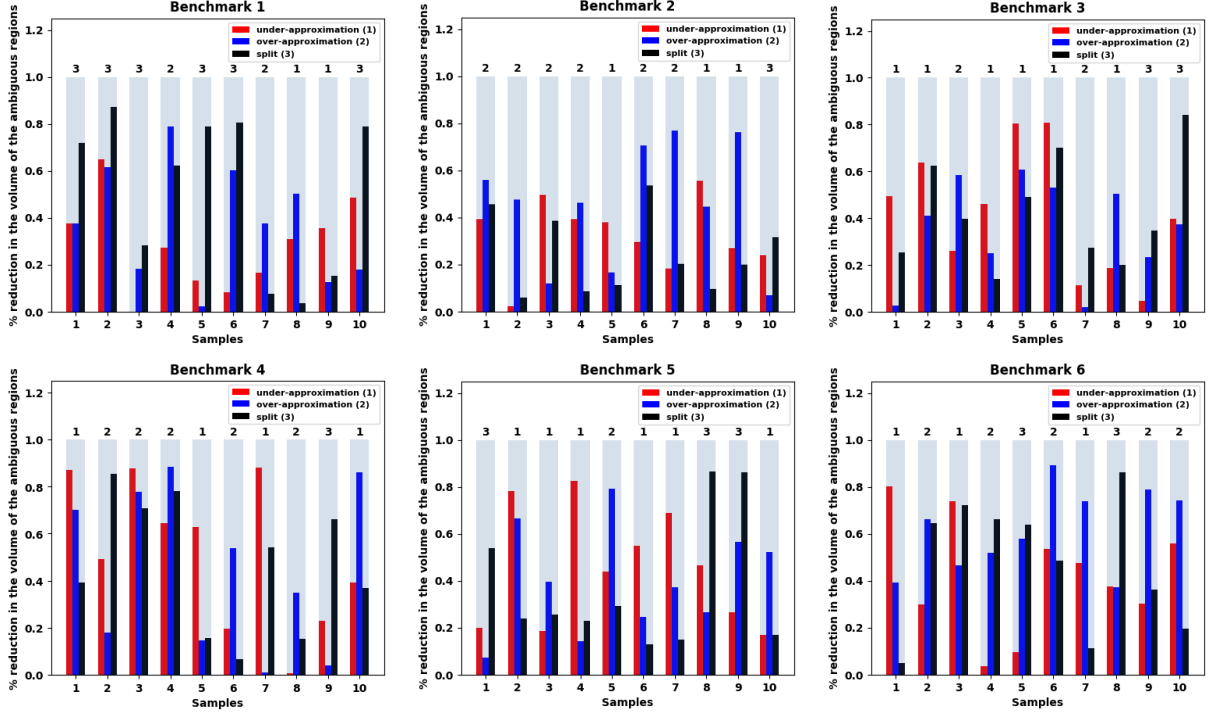 Benchmark 1
% reduction in the volume of the ambiguous regions
1.2
1.0
0.8
0.6
0.4
0.2
0.0
under-approximation (1)
over-approximation (2)
split (3)
3 3 3 2 3 3 2 1 1 3
1 2 3 4 5 6 7 8 9 10
Samples
Benchmark 2
% reduction in the volume of the ambiguous regions
1.2
1.0
0.8
0.6
0.4
0.2
0.0
under-approximation (1)
over-approximation (2)
split (3)
2 2 2 2 1 2 2 1 1 3
1 2 3 4 5 6 7 8 9 10
Samples
Benchmark 3
% reduction in the volume of the ambiguous regions
1.2
1.0
0.8
0.6
0.4
0.2
0.0
under-approximation (1)
over-approximation (2)
split (3)
1 1 2 1 1 1 2 1 3 3
1 2 3 4 5 6 7 8 9 10
Samples
Benchmark 4
% reduction in the volume of the ambiguous regions
1.2
1.0
0.8
0.6
0.4
0.2
0.0
under-approximation (1)
over-approximation (2)
split (3)
1 2 2 2 1 2 1 2 3 1
1 2 3 4 5 6 7 8 9 10
Samples
Benchmark 5
% reduction in the volume of the ambiguous regions
1.2
1.0
0.8
0.6
0.4
0.2
0.0
under-approximation (1)
over-approximation (2)
split (3)
3 1 1 1 2 1 1 3 3 1
1 2 3 4 5 6 7 8 9 10
Samples
Benchmark 6
% reduction in the volume of the ambiguous regions
1.2
1.0
0.8
0.6
0.4
0.2
0.0
under-approximation (1)
over-approximation (2)
split (3)
1 2 1 2 3 2 1 3 2 2
1 2 3 4 5 6 7 8 9 10
Samples